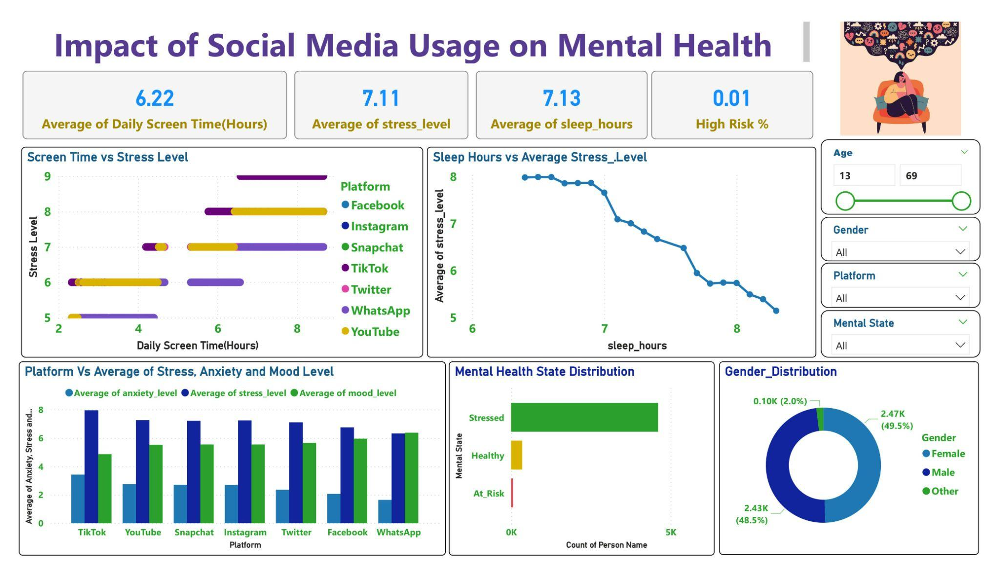 Impact of Social Media Usage on Mental Health
6.22
Average of Daily Screen Time(Hours)
7.11
Average of stress_level
7.13
Average of sleep_hours
0.01
High Risk %
Screen Time vs Stress Level
9
8
7
6
5
2
4
6
8
Stress Level
Daily Screen Time(Hours)
Platform
Facebook
Instagram
Snapchat
TikTok
Twitter
WhatsApp
YouTube
Sleep Hours vs Average Stress_.Level
8
7
6
5
6
7
8
Average of stress_level
sleep_hours
Age
13
69
Gender
All
Platform
All
Mental State
All
Platform Vs Average of Stress, Anxiety and Mood Level
Average of anxiety_level
Average of stress_level
Average of mood_level
8
6
4
2
0
Average of Anxiety, Stress and...
TikTok
YouTube
Snapchat
Instagram
Twitter
Facebook
WhatsApp
Platform
Mental Health State Distribution
Mental State
Stressed
Healthy
At_Risk
0K
5K
Count of Person Name
Gender_Distribution
0.10K (2.0%)
2.47K
(49.5%)
2.43K
(48.5%)
Gender
Female
Male
Other